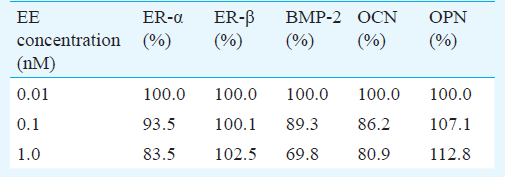 EE ER-α ER-β BMP-2 OCN OPN
concentration (%) (%) (%) (%) (%)
(nM)
0.01 100.0 100.0 100.0 100.0 100.0
0.1 93.5 100.1 89.3 86.2 107.1
1.0 83.5 102.5 69.8 80.9 112.8